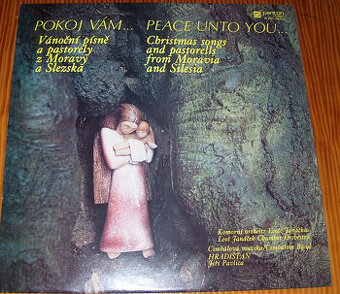 POKOJ VÁM... PEACE UNTO YOU...
Vánoční písně Christmas songs
a pastorely and pastorells
z Moravy from Moravia
a Slezska and Silesia
panton
Komorní orchestr Leoše Janáčka
Leoš Janáček Chamber Orchestra
Cimbálová muzika/Cimbalom Band
HRADIŠŤAN
Jiří Pavlica